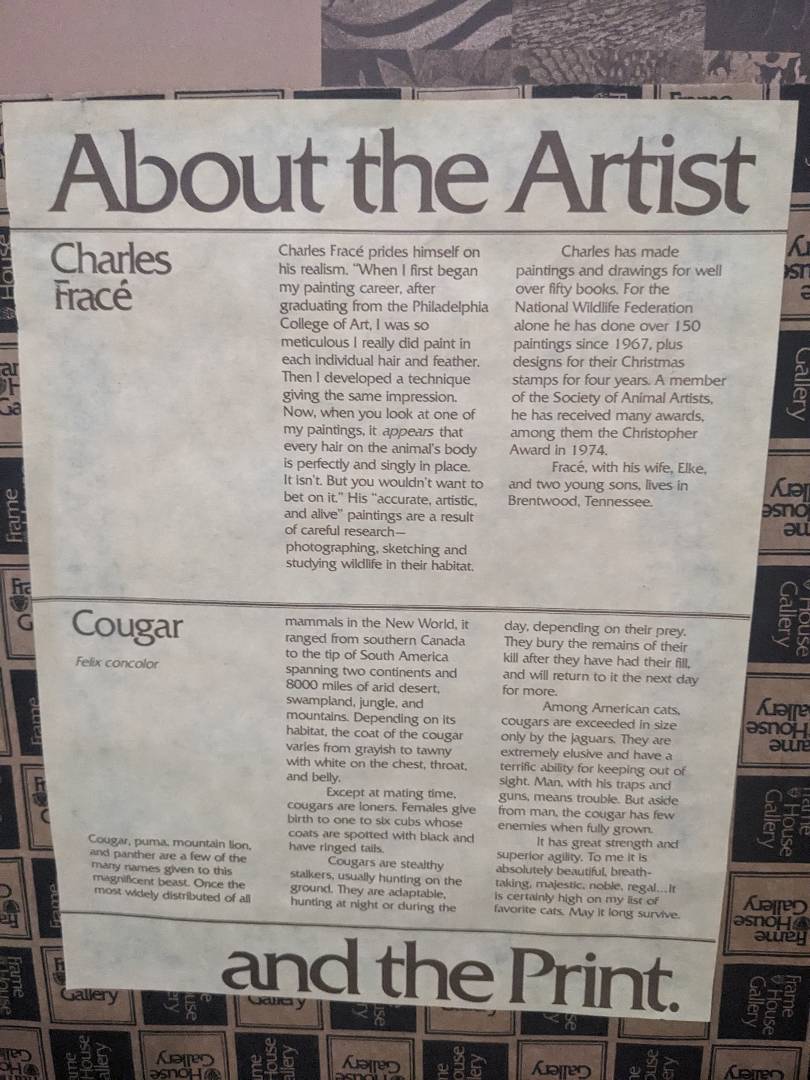 About the Artist
Charles
Fracé
Charles Fracé prides himself on
his realism. "When I first began
my painting career, after
graduating from the Philadelphia
College of Art, I was so
meticulous I really did paint in
each individual hair and feather.
Then I developed a technique
giving the same impression.
Now, when you look at one of
my paintings, it appears that
every hair on the animal's body
is perfectly and singly in place.
It isn't. But you wouldn't want to
bet on it." His "accurate, artistic,
and alive" paintings are a result
of careful research—
photographing, sketching and
studying wildlife in their habitat.
Charles has made
paintings and drawings for well
over fifty books. For the
National Wildlife Federation
alone he has done over 150
paintings since 1967, plus
designs for their Christmas
stamps for four years. A member
of the Society of Animal Artists,
he has received many awards,
among them the Christopher
Award in 1974.
Fracé, with his wife, Elke,
and two young sons, lives in
Brentwood, Tennessee.
Cougar
Felix concolor
Cougar, puma, mountain lion,
and panther are a few of the
many names given to this
magnificent beast. Once the
most widely distributed of all
mammals in the New World, it
ranged from southern Canada
to the tip of South America
spanning two continents and
8000 miles of arid desert,
swampland, jungle, and
mountains. Depending on its
habitat, the coat of the cougar
varies from grayish to tawny
with white on the chest, throat,
and belly.
Except at mating time,
cougars are loners. Females give
birth to one to six cubs whose
coats are spotted with black and
have ringed tails.
Cougars are stealthy
stalkers, usually hunting on the
ground. They are adaptable,
hunting at night or during the
day, depending on their prey.
They bury the remains of their
kill after they have had their fill,
and will return to it the next day
for more.
Among American cats,
cougars are exceeded in size
only by the jaguars. They are
extremely elusive and have a
terrific ability for keeping out of
sight. Man, with his traps and
guns, means trouble. But aside
from man, the cougar has few
enemies when fully grown.
It has great strength and
superior agility. To me it is
absolutely beautiful, breath-
taking, majestic, noble, regal...It
is certainly high on my list of
favorite cats. May it long survive.
and the Print.
Frame
House
Gallery